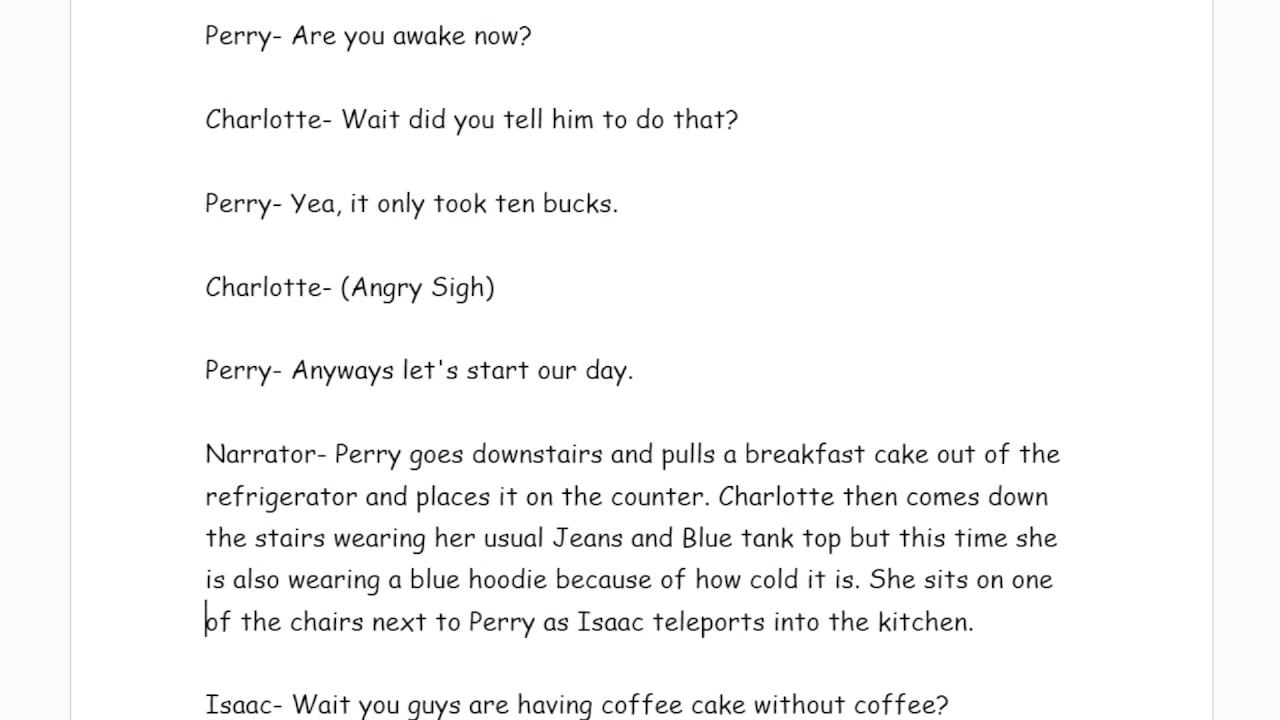 Perry- Are you awake now?
Charlotte- Wait did you tell him to do that?
Perry- Yea, it only took ten bucks.
Charlotte- (Angry Sigh)
Perry- Anyways let's start our day.
Narrator- Perry goes downstairs and pulls a breakfast cake out of the
refrigerator and places it on the counter. Charlotte then comes down
the stairs wearing her usual Jeans and Blue tank top but this time she
is also wearing a blue hoodie because of how cold it is. She sits on one
of the chairs next to Perry as Isaac teleports into the kitchen.
Isaac- Wait you guys are having coffee cake without coffee?